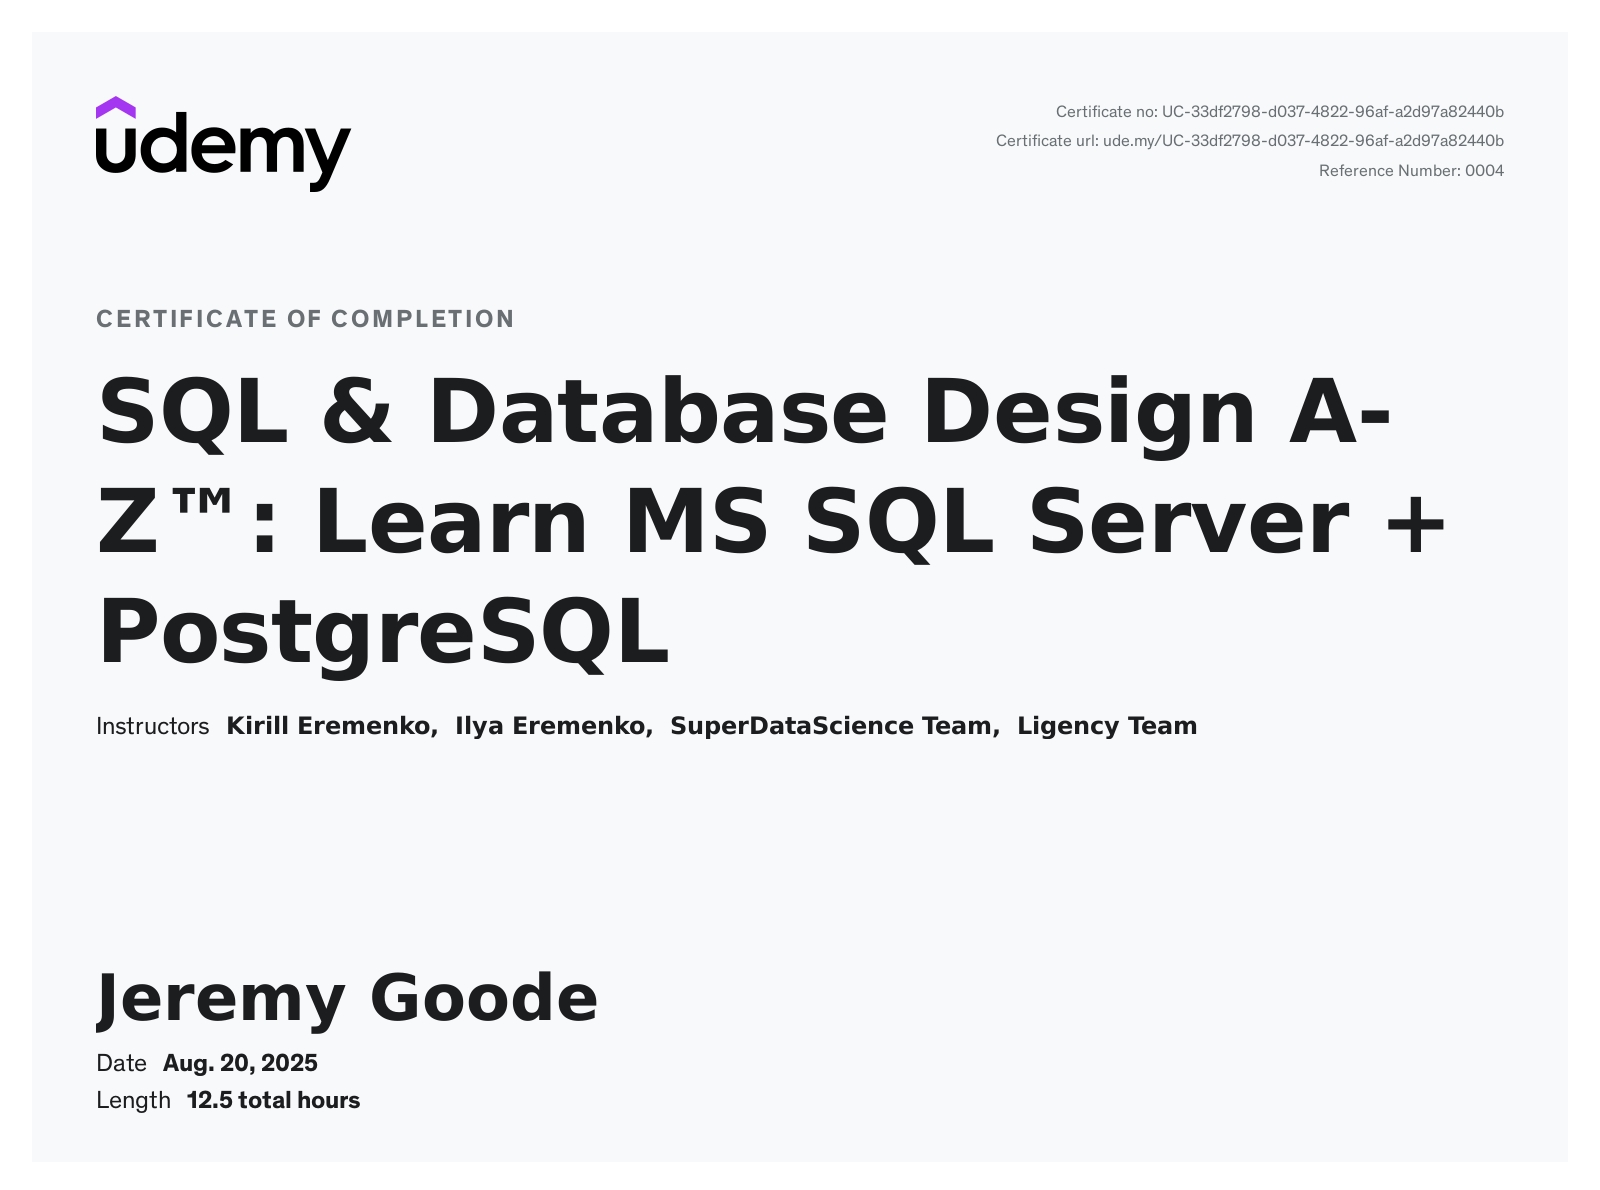 udemy
Certificate no: UC-33df2798-d037-4822-96af-a2d97a82440b
Certificate url: ude.my/UC-33df2798-d037-4822-96af-a2d97a82440b
Reference Number: 0004
CERTIFICATE OF COMPLETION
SQL & Database Design A-
Z™: Learn MS SQL Server +
PostgreSQL
Instructors Kirill Eremenko, Ilya Eremenko, SuperDataScience Team, Ligency Team
Jeremy Goode
Date Aug. 20, 2025
Length 12.5 total hours